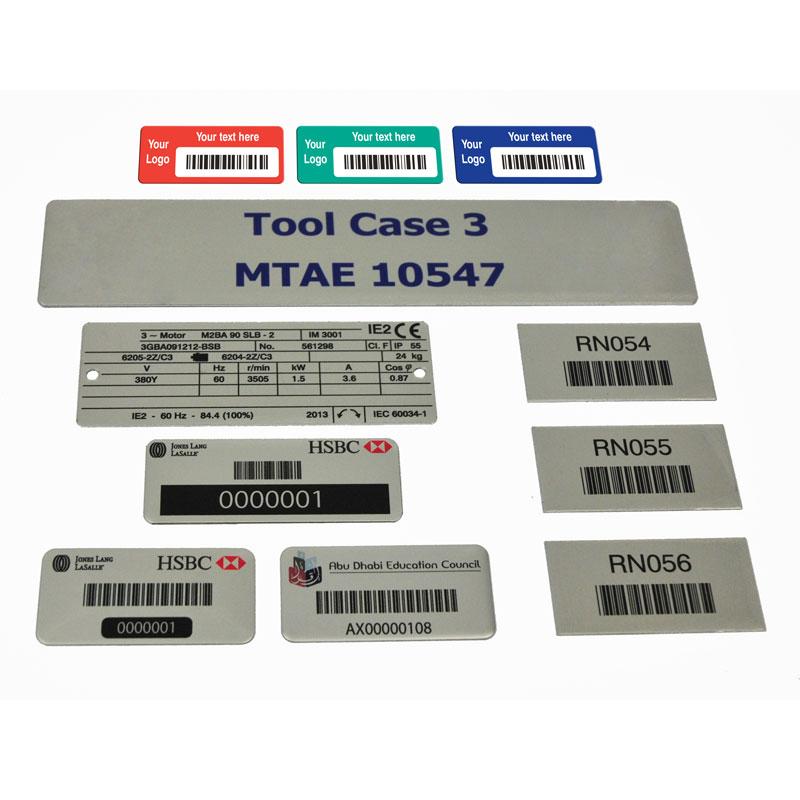 Your Logo
Your text here
Your Logo
Your text here
Your Logo
Your text here
Tool Case 3
MTAE 10547
3 ~ Motor M2BA 90 SLB - 2 IM 3001 IE2 CE
3GBA091212-BSB No. 561298 Cl. F IP 55
6205-2Z/C3 6204-2Z/C3 24 kg
V Hz r/min kW A Cos φ
380Y 60 3505 1.5 3.6 0.87
IE2 - 60 Hz - 84.4 (100%) 2013 IEC 60034-1
RN054
JONES LANG
LASALLE
HSBC
0000001
RN055
JONES LANG
LASALLE
HSBC
0000001
Abu Dhabi Education Council
AX00000108
RN056